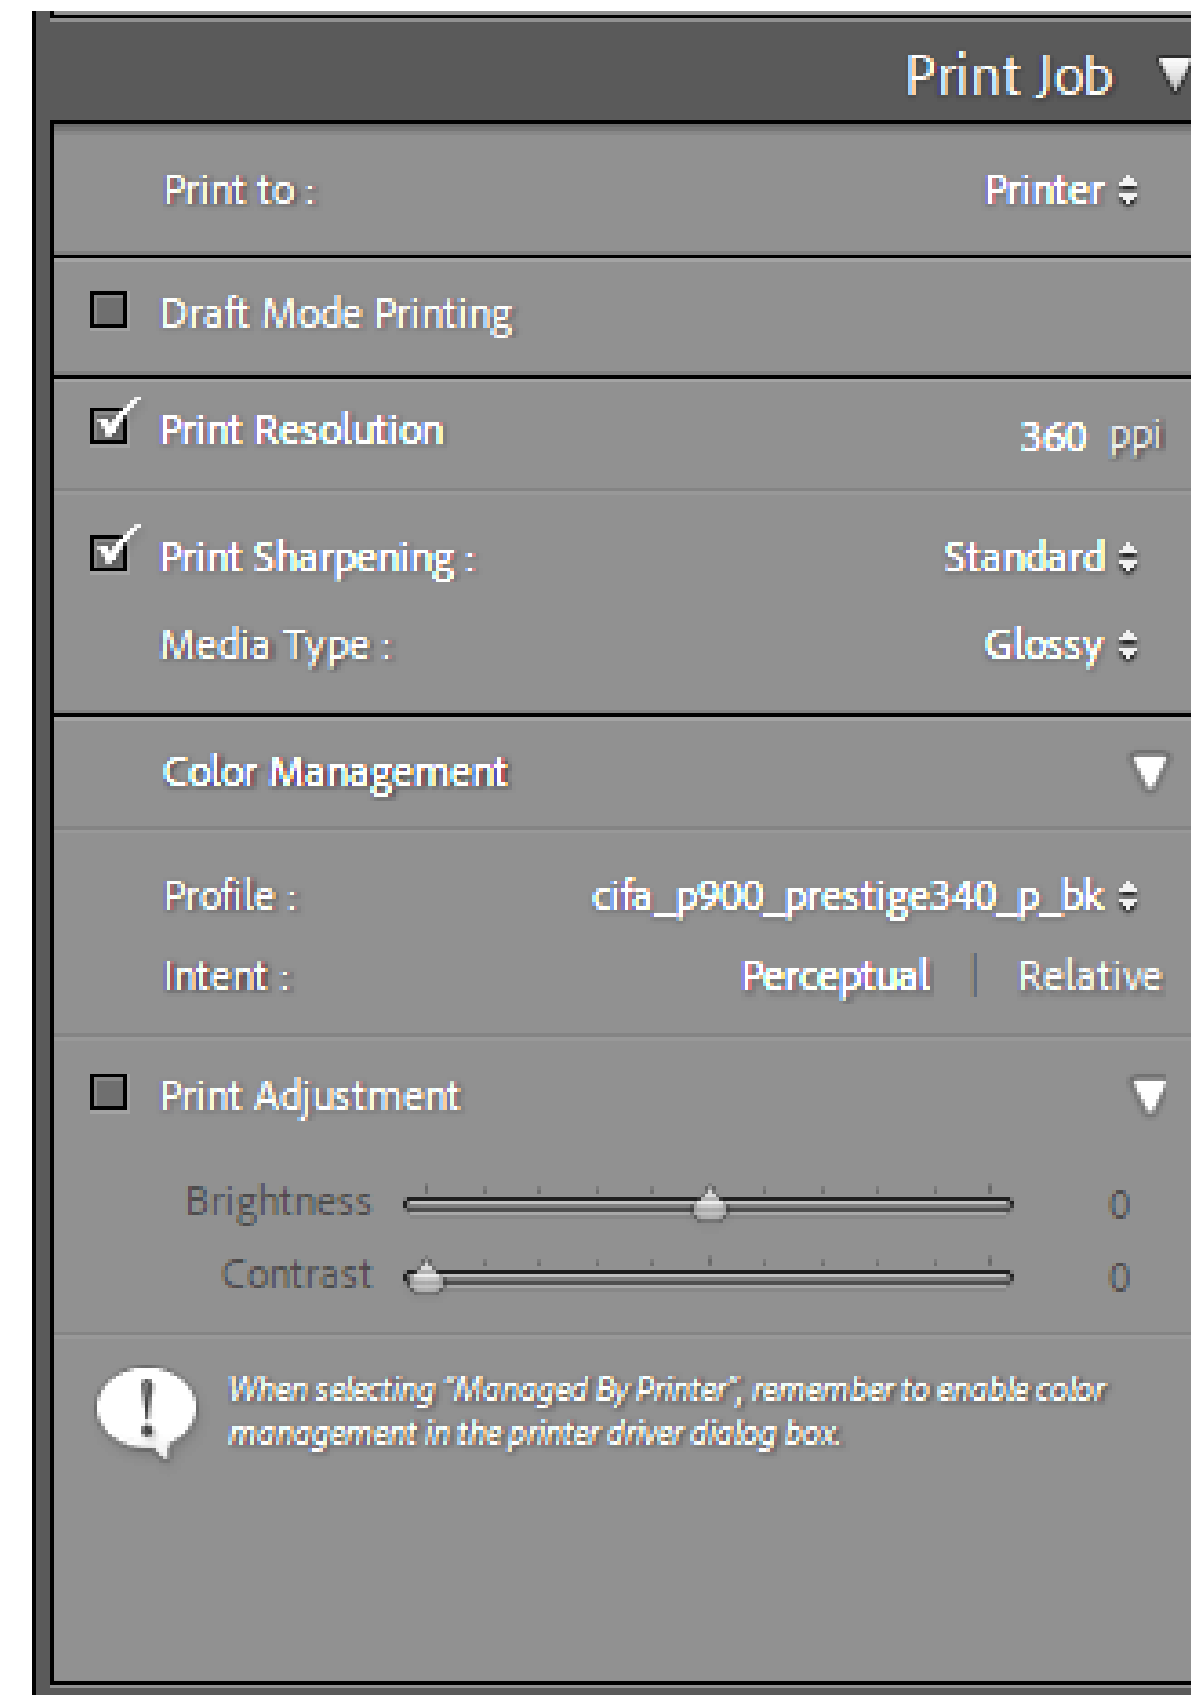 Print Job
Print to : Printer
Draft Mode Printing
Print Resolution 360 ppi
Print Sharpening : Standard
Media Type : Glossy
Color Management
Profile : cifa_p900_prestige340_p_bk
Intent : Perceptual | Relative
Print Adjustment
Brightness 0
Contrast 0
! When selecting "Managed By Printer", remember to enable color
management in the printer driver dialog box.